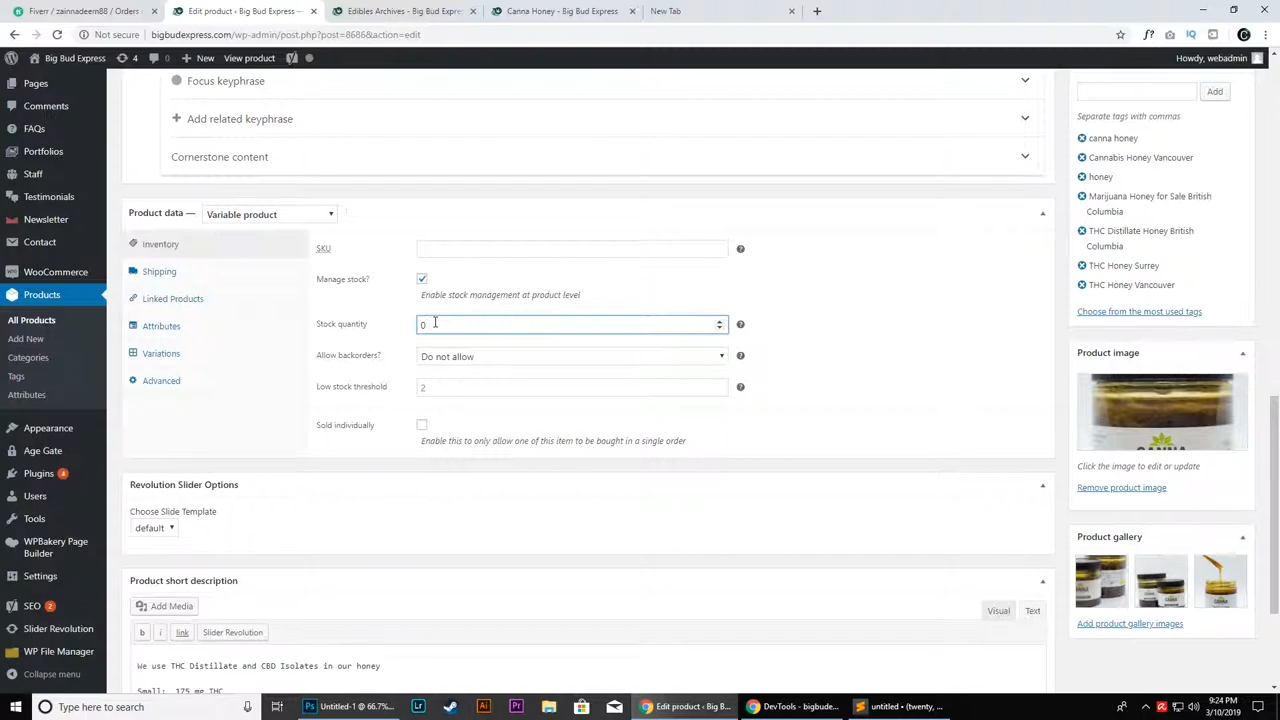 Fiverr / zainnadeem88 / Orders
Edit product ‹ Big Bud Express —
Edibles Archives - Big Bud Expres
Canna Honey - Big Bud Express
New Tab
Not secure
bigbudexpress.com/wp-admin/post.php?post=8686&action=edit
Big Bud Express
4
0
New
View product
Howdy, webadmin
Pages
Comments
FAQs
Portfolios
Staff
Testimonials
Newsletter
Contact
WooCommerce
Products
All Products
Add New
Categories
Tags
Attributes
Appearance
Age Gate
Plugins 4
Users
Tools
WPBakery Page
Builder
Settings
SEO 2
Slider Revolution
WP File Manager
Collapse menu
Focus keyphrase
Add related keyphrase
Cornerstone content
Product data — Variable product
Inventory
Shipping
Linked Products
Attributes
Variations
Advanced
SKU
Manage stock?
Enable stock management at product level
Stock quantity
0
Allow backorders?
Do not allow
Low stock threshold
2
Sold individually
Enable this to only allow one of this item to be bought in a single order
Revolution Slider Options
Choose Slide Template
default
Product short description
Add Media
Visual
Text
b
i
link
Slider Revolution
We use THC Distillate and CBD Isolates in our honey
Small: 175 mg THC
Add
Separate tags with commas
canna honey
Cannabis Honey Vancouver
honey
Marijuana Honey for Sale British
Columbia
THC Distillate Honey British
Columbia
THC Honey Surrey
THC Honey Vancouver
Choose from the most used tags
Product image
CANNA
Click the image to edit or update
Remove product image
Product gallery
Add product gallery images
Type here to search
Untitled-1 @ 66.7%...
Edit product ‹ Big B...
DevTools - bigbude...
untitled • (twenty, ...
9:24 PM
3/10/2019